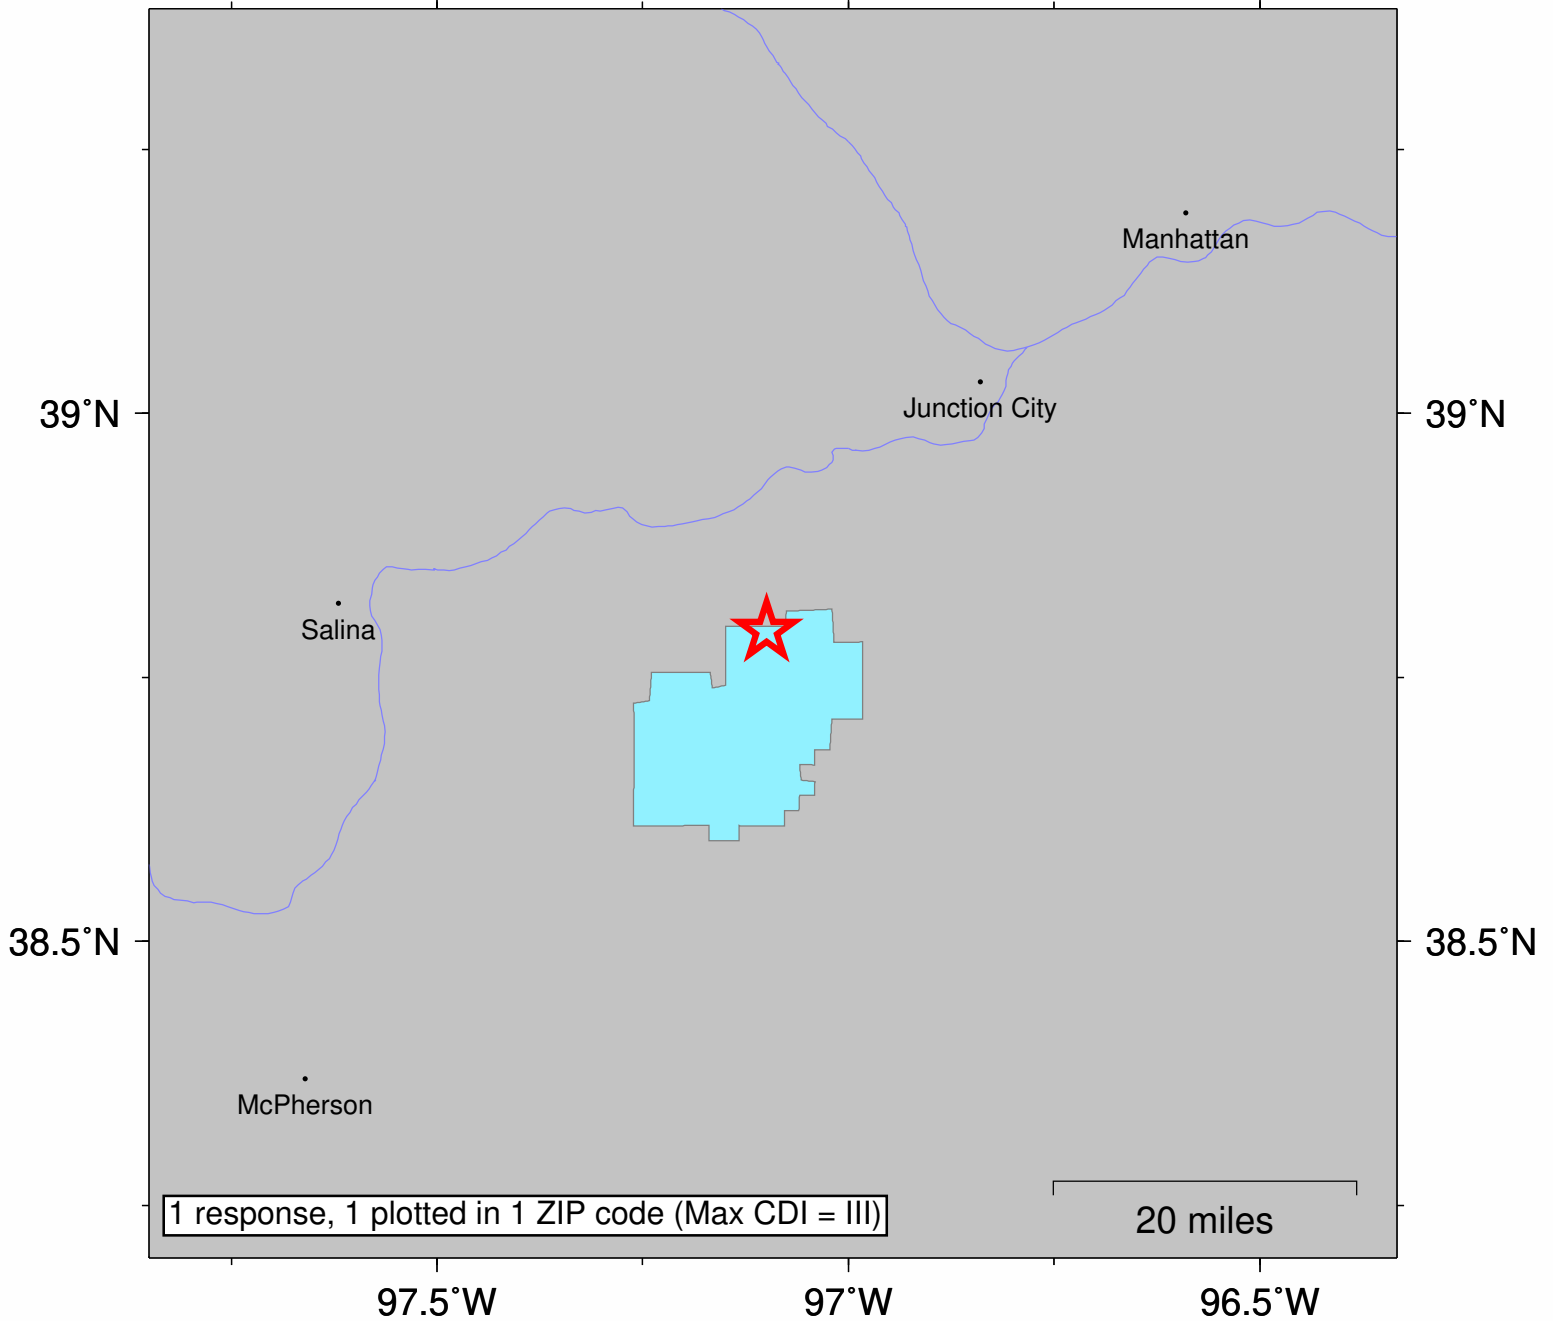 Manhattan
39˚N
Junction City
39˚N
Salina
38.5˚N
38.5˚N
McPherson
1 response, 1 plotted in 1 ZIP code (Max CDI = III)
20 miles
97.5˚W
97˚W
96.5˚W